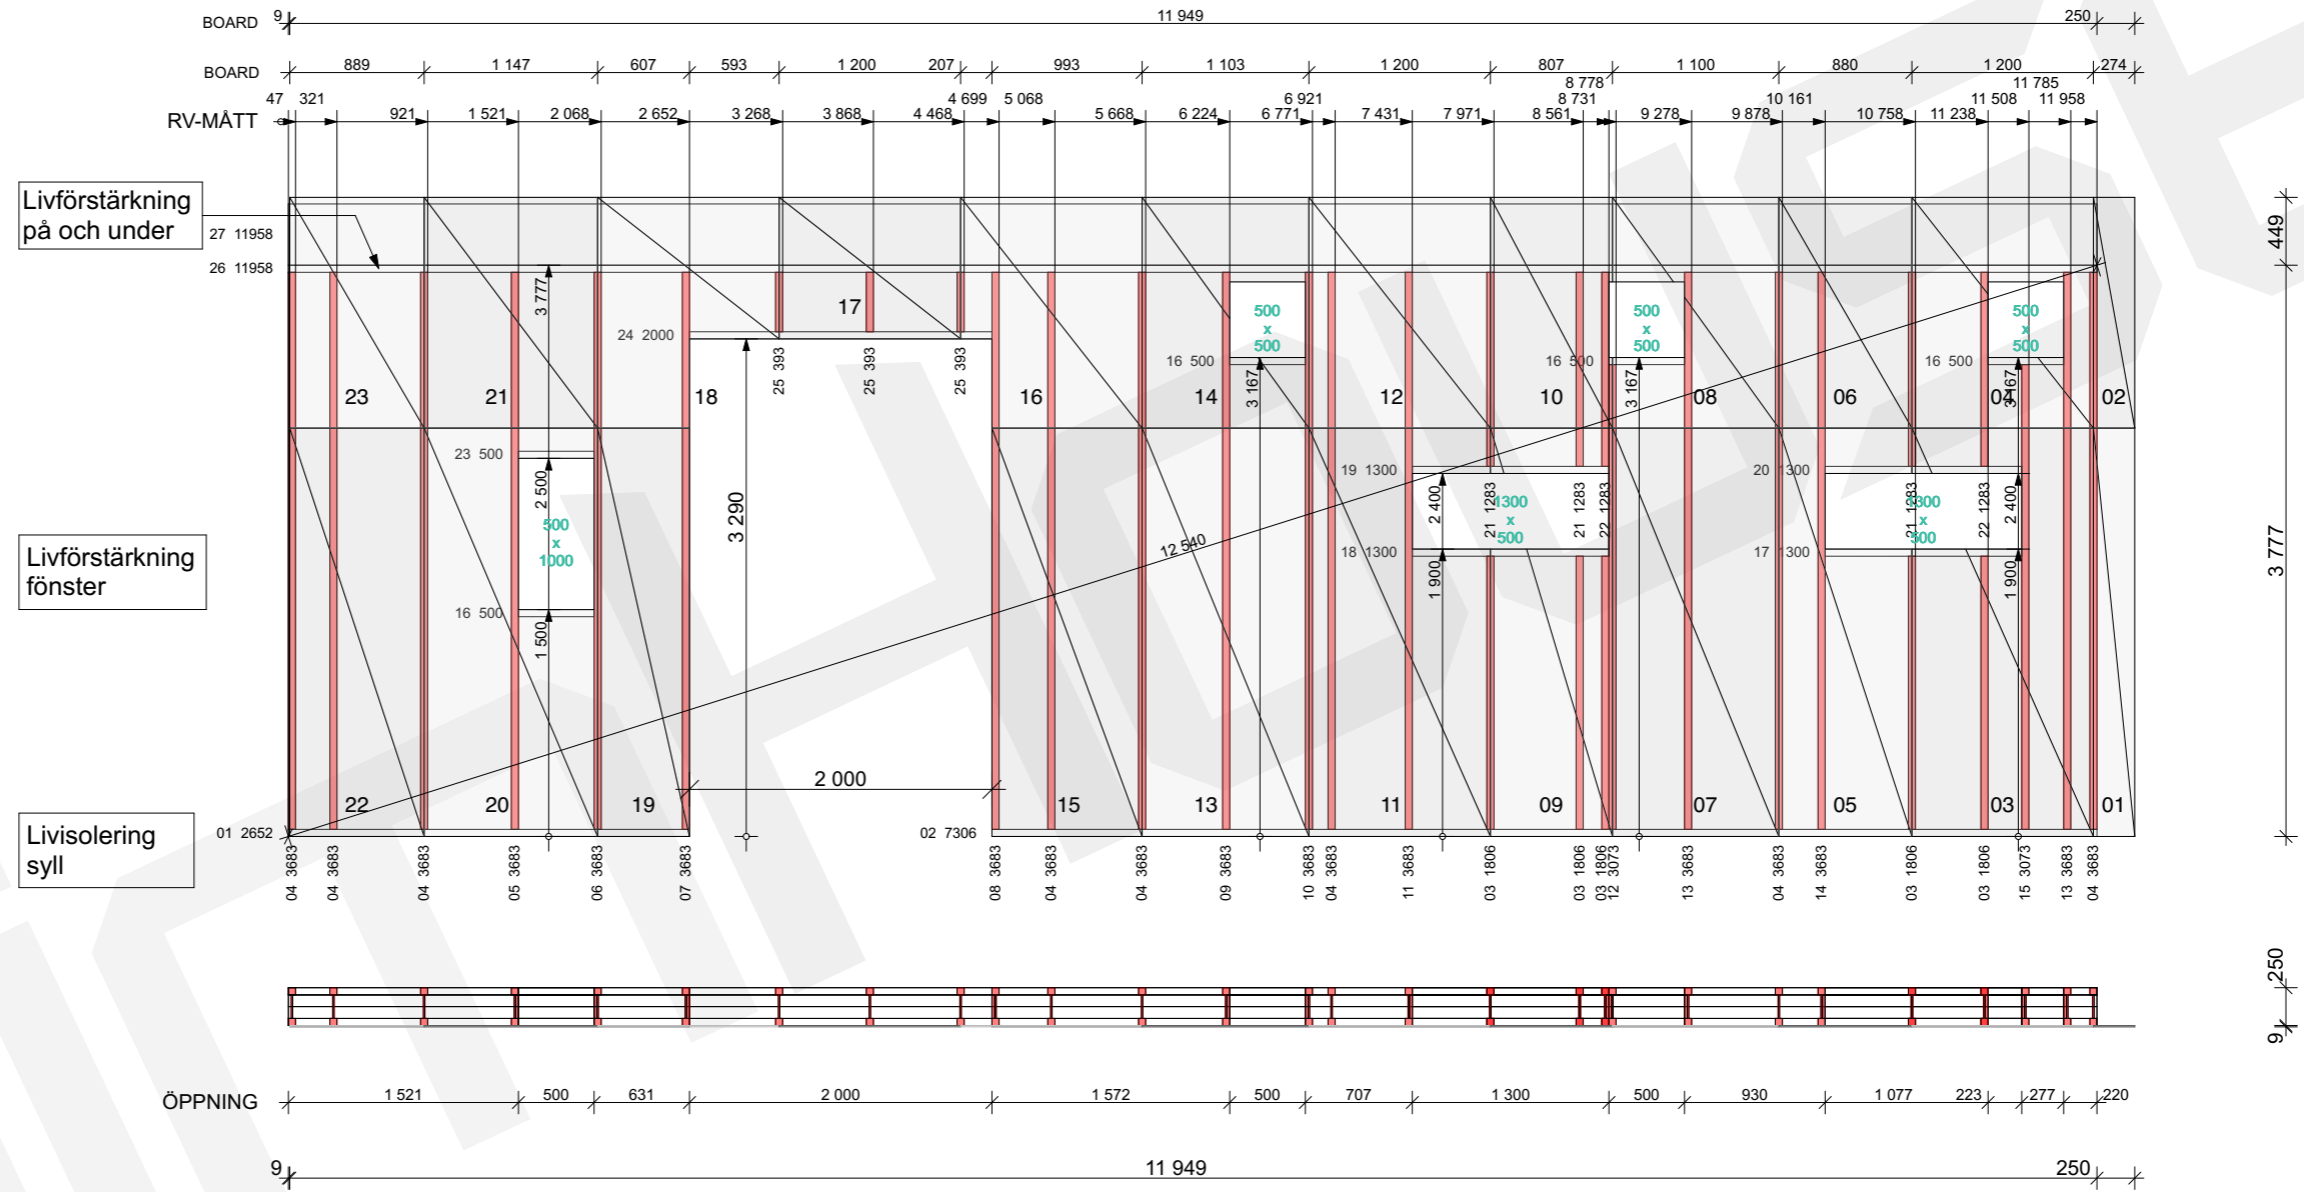 BOARD 9 11 949 250
BOARD 889 1 147 607 593 1 200 207 993 1 103 1 200 807 1 100 880 1 200 274
8 778 11 785
47 321 4 699 5 068 6 921 8 731 10 161 11 508 11 958
RV-MÅTT 921 1 521 2 068 2 652 3 268 3 868 4 468 5 668 6 224 6 771 7 431 7 971 8 561 9 278 9 878 10 758 11 238
Livförstärkning
på och under
27 11958
26 11958
449
3 777
17
24 2000
25 393 25 393 25 393
500 500 500
x x x
500 500 500
16 500 16 500 16 500
3 167 3 167 3 167
23 21 18 16 14 12 10 08 06 04 02
23 500
2 500
500
x
1000
16 500
1 500
3 290
19 1300 20 1300
2 400 21 1283 21 1283 22 1283 21 1283 22 1283 2 400
1300 1300
x
500 500
18 1300 17 1300
1 900 1 900
12 540
3 777
Livförstärkning
fönster
2 000
22 20 19 15 13 11 09 07 05 03 01
Livisolering
syll
01 2652 02 7306
04 3683 04 3683 04 3683 05 3683 06 3683 07 3683 08 3683 04 3683 04 3683 09 3683 10 3683 04 3683 11 3683 03 1806 03 1806 03 1806 12 3073 13 3683 04 3683 14 3683 03 1806 03 1806 15 3073 13 3683 04 3683
250
9
ÖPPNING 1 521 500 631 2 000 1 572 500 707 1 300 500 930 1 077 223 277 220
9 11 949 250